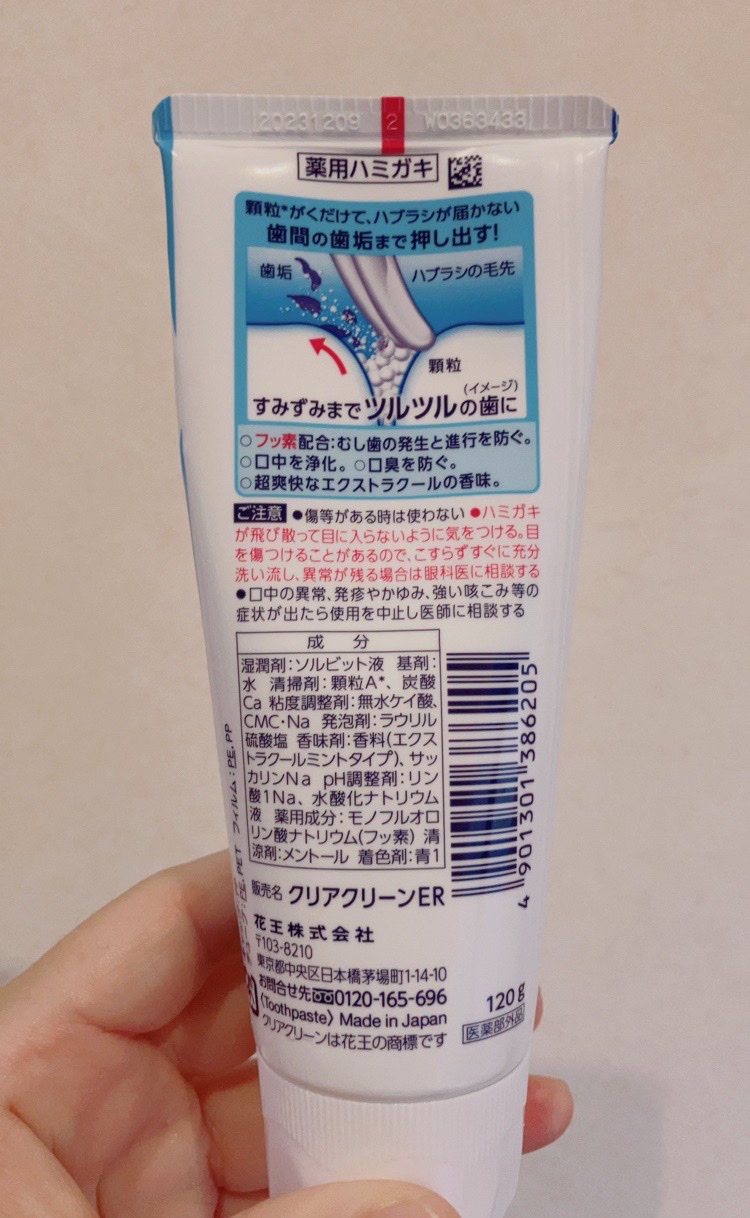 20231209 2 W0363433
薬用ハミガキ
顆粒*がくだけて、ハブラシが届かない
歯間の歯垢まで押し出す!
歯垢
ハブラシの毛先
顆粒
(イメージ)
すみずみまでツルツルの歯に
○フッ素配合:むし歯の発生と進行を防ぐ。
○口中を浄化。○口臭を防ぐ。
○超爽快なエクストラクールの香味。
ご注意 ●傷等がある時は使わない ●ハミガキ
が飛び散って目に入らないように気をつける。目
を傷つけることがあるので、こすらずすぐに充分
洗い流し、異常が残る場合は眼科医に相談する
●口中の異常、発疹やかゆみ、強い咳こみ等の
症状が出たら使用を中止し医師に相談する
成 分
湿潤剤:ソルビット液 基剤:
水 清掃剤:顆粒A*、炭酸
Ca 粘度調整剤:無水ケイ酸、
CMC・Na 発泡剤:ラウリル
硫酸塩 香味剤:香料(エクス
トラクールミントタイプ)、サッ
カリンNa pH調整剤:リン
酸1Na、水酸化ナトリウム
液 薬用成分:モノフルオロ
リン酸ナトリウム(フッ素) 清
涼剤:メントール 着色剤:青1
4 901301 386205
PE, PET フィルム:PE, PP
販売名 クリアクリーンER
花王株式会社
〒103-8210
東京都中央区日本橋茅場町1-14-10
お問合せ先 0120-165-696
〈Toothpaste〉 Made in Japan
クリアクリーンは花王の商標です
120g
医薬部外品